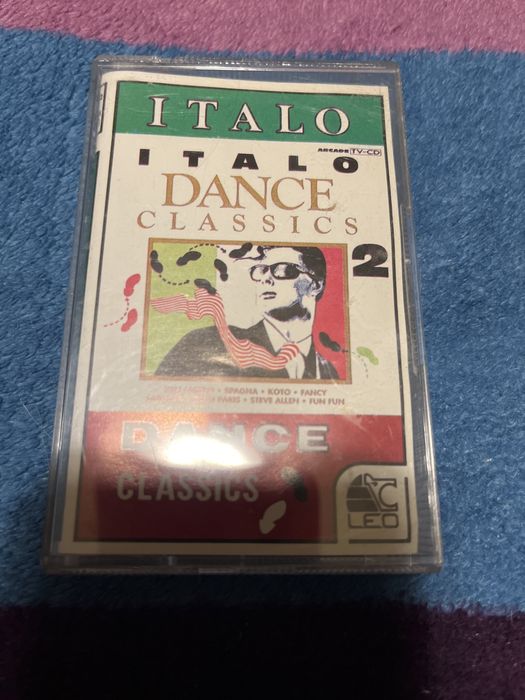 ITALO
ARCADE TV-CD
ITALO
DANCE
CLASSICS
2
• SPAGNA • KOTO • FANCY
PARIS • STEVE ALLEN • FUN FUN
DANCE
CLASSICS
LEO